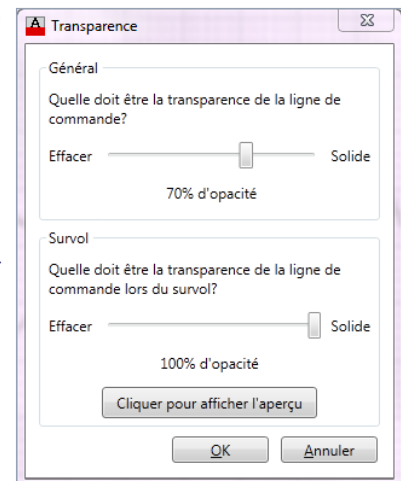 Transparence
Général
Quelle doit être la transparence de la ligne de
commande?
Effacer Solide
70% d'opacité
Survol
Quelle doit être la transparence de la ligne de
commande lors du survol?
Effacer Solide
100% d'opacité
Cliquer pour afficher l'aperçu
OK Annuler